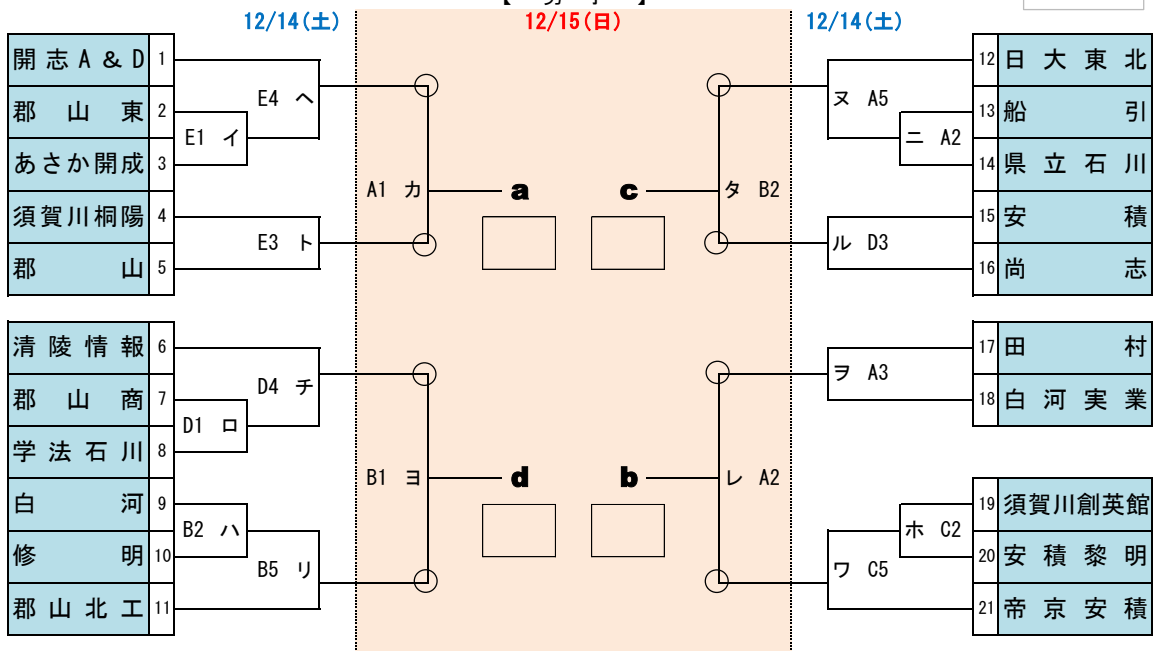 12/14(土) 12/15(日) 12/14(土)
開志A&D 1
郡山東 2
あさか開成 3
須賀川桐陽 4
郡山 5
E4 ヘ
E1 イ
E3 ト
A1 カ
a
清陵情報 6
郡山商 7
学法石川 8
白河 9
修明 10
郡山北工 11
D4 チ
D1 ロ
B2 ハ
B5 リ
B1 ヨ
d
c
タ B2
ヌ A5
ニ A2
ル D3
12 日大東北
13 船引
14 県立石川
15 安積
16 尚志
b
レ A2
ヲ A3
ホ C2
ワ C5
17 田村
18 白河実業
19 須賀川創英館
20 安積黎明
21 帝京安積